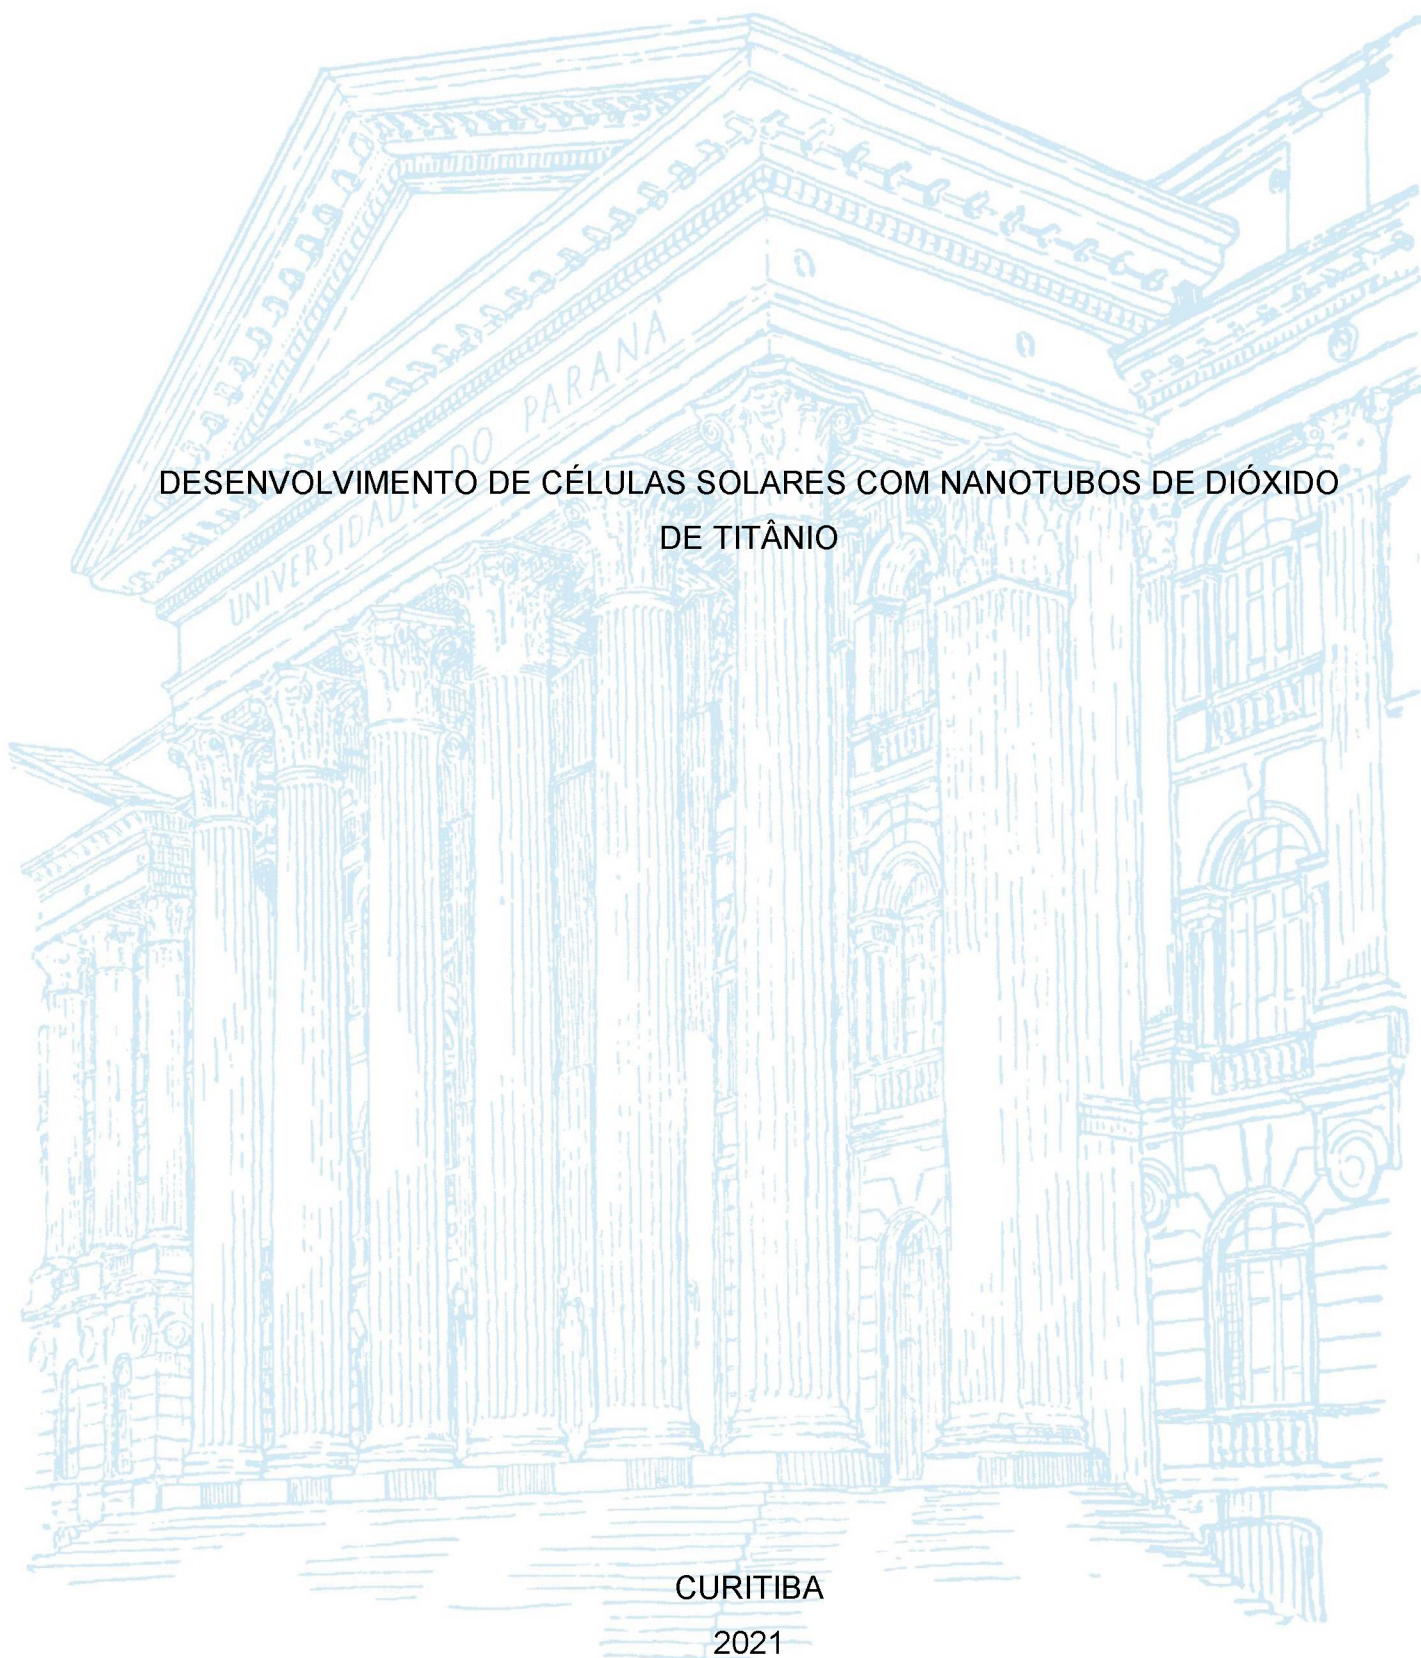 UNIVERSIDADE DO PARANÁ
DESENVOLVIMENTO DE CÉLULAS SOLARES COM NANOTUBOS DE DIÓXIDO
DE TITÂNIO
CURITIBA
2021